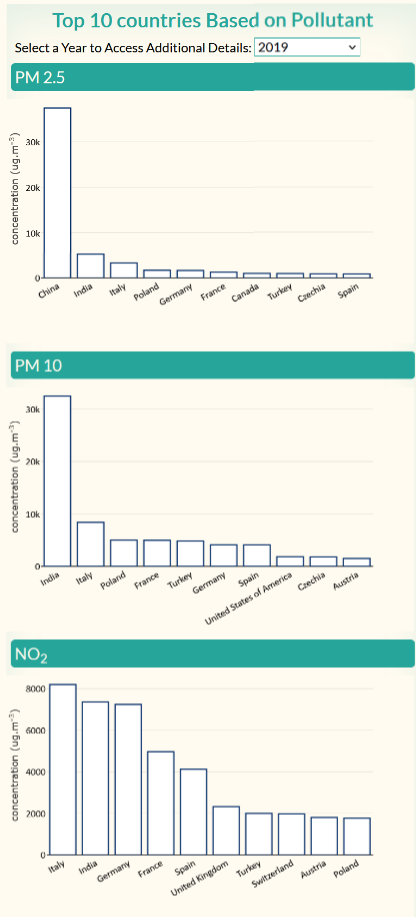 Top 10 countries Based on Pollutant
Select a Year to Access Additional Details: 2019
PM 2.5
concentration (ug.m⁻³)
30k
20k
10k
0
China India Italy Poland Germany France Canada Turkey Czechia Spain
PM 10
concentration (ug.m⁻³)
30k
20k
10k
0
India Italy Poland France Turkey Germany Spain United States of America Czechia Austria
NO₂
concentration (ug.m⁻³)
8000
6000
4000
2000
0
Italy India Germany France Spain United Kingdom Turkey Switzerland Austria Poland